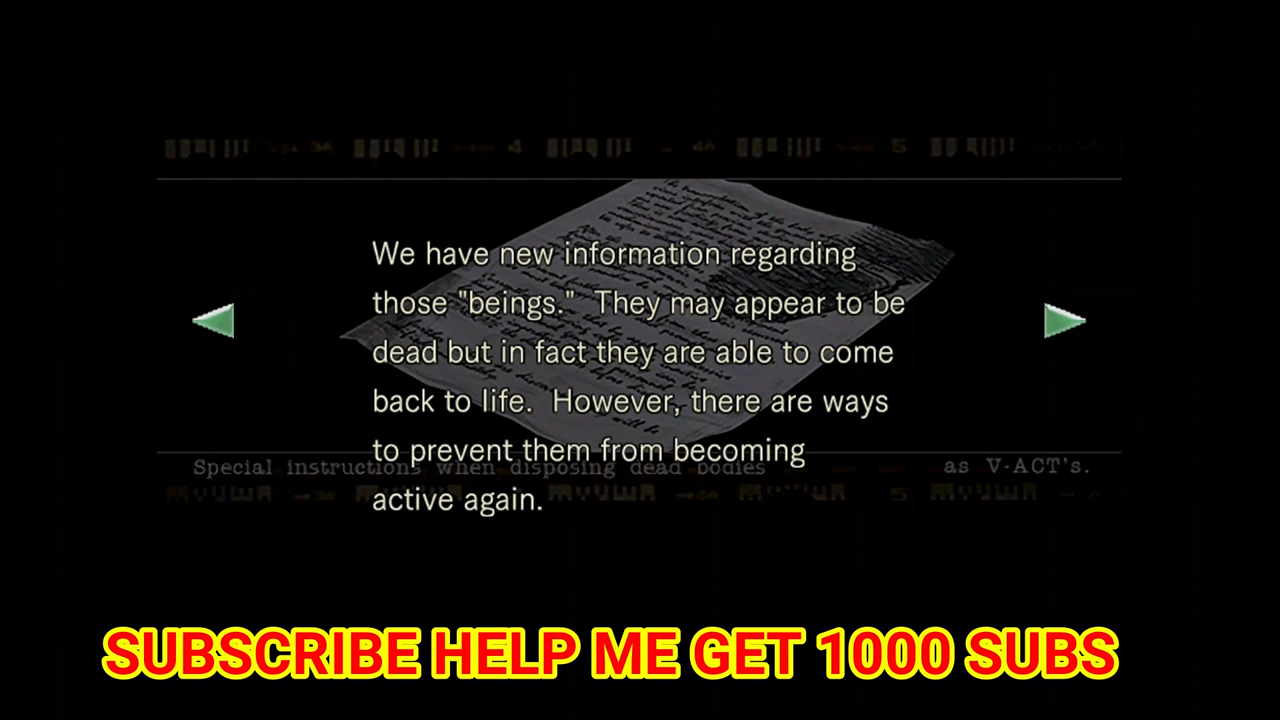 We have new information regarding
those "beings." They may appear to be
dead but in fact they are able to come
back to life. However, there are ways
to prevent them from becoming
Special instructions when disposing dead bodies as V-ACT's.
active again.
SUBSCRIBE HELP ME GET 1000 SUBS